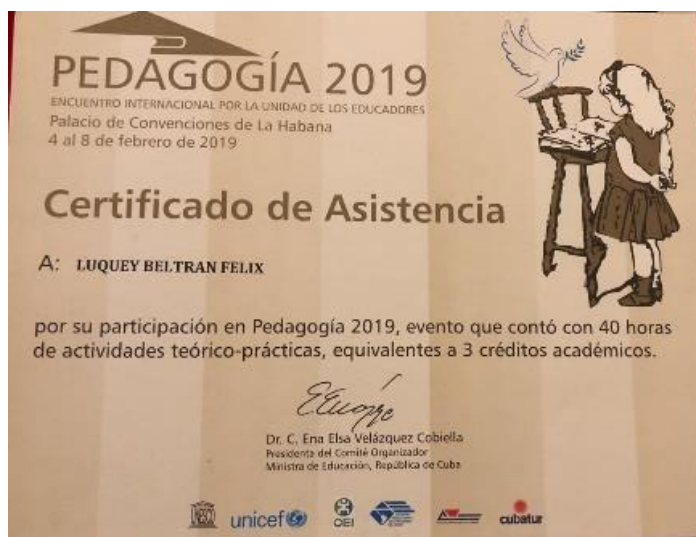 PEDAGOGÍA 2019
ENCUENTRO INTERNACIONAL POR LA UNIDAD DE LOS EDUCADORES
Palacio de Convenciones de La Habana
4 al 8 de febrero de 2019
Certificado de Asistencia
A: LUQUEY BELTRAN FELIX
por su participación en Pedagogía 2019, evento que contó con 40 horas
de actividades teórico-prácticas, equivalentes a 3 créditos académicos.
Dr. C. Ena Elsa Velázquez Cobiella
Presidenta del Comité Organizador
Ministra de Educación, República de Cuba
UNESCO
unicef
OEI
cubatur